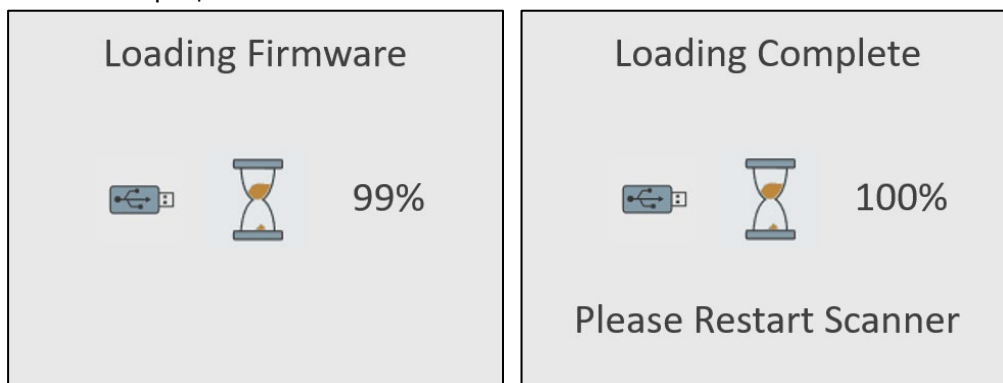 Loading Firmware
99%
Loading Complete
100%
Please Restart Scanner